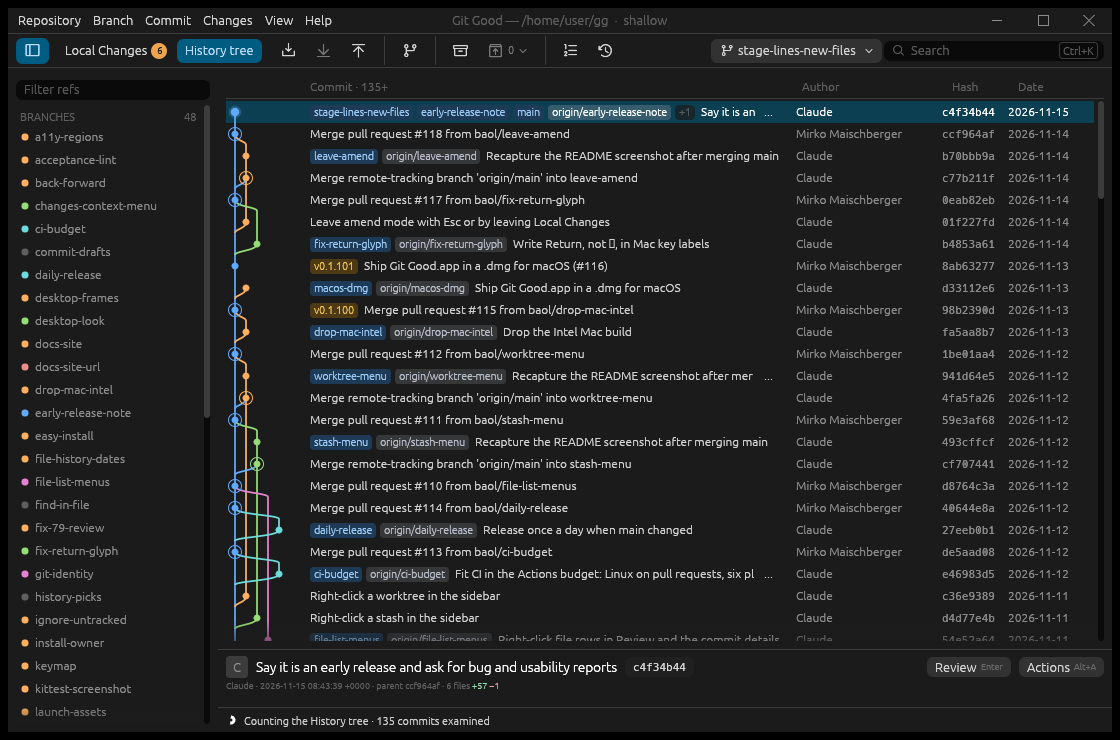 Repository Branch Commit Changes View Help Git Good — /home/user/gg · shallow
Local Changes 6 History tree 0 stage-lines-new-files Search Ctrl+K
Filter refs
BRANCHES 48
a11y-regions
acceptance-lint
back-forward
changes-context-menu
ci-budget
commit-drafts
daily-release
desktop-frames
desktop-look
docs-site
docs-site-url
drop-mac-intel
early-release-note
easy-install
file-history-dates
file-list-menus
find-in-file
fix-79-review
fix-return-glyph
git-identity
history-picks
ignore-untracked
install-owner
keymap
kittest-screenshot
launch-assets
Commit · 135+ Author Hash Date
stage-lines-new-files early-release-note main origin/early-release-note +1 Say it is an ... Claude c4f34b44 2026-11-15
Merge pull request #118 from baol/leave-amend Mirko Maischberger ccf964af 2026-11-14
leave-amend origin/leave-amend Recapture the README screenshot after merging main Claude b70bbb9a 2026-11-14
Merge remote-tracking branch 'origin/main' into leave-amend Claude c77b211f 2026-11-14
Merge pull request #117 from baol/fix-return-glyph Mirko Maischberger 0eab82eb 2026-11-14
Leave amend mode with Esc or by leaving Local Changes Claude 01f227fd 2026-11-14
fix-return-glyph origin/fix-return-glyph Write Return, not ▯, in Mac key labels Claude b4853a61 2026-11-14
v0.1.101 Ship Git Good.app in a .dmg for macOS (#116) Mirko Maischberger 8ab63277 2026-11-13
macos-dmg origin/macos-dmg Ship Git Good.app in a .dmg for macOS Claude d33112e6 2026-11-13
v0.1.100 Merge pull request #115 from baol/drop-mac-intel Mirko Maischberger 98b2390d 2026-11-13
drop-mac-intel origin/drop-mac-intel Drop the Intel Mac build Claude fa5aa8b7 2026-11-13
Merge pull request #112 from baol/worktree-menu Mirko Maischberger 1be01aa4 2026-11-12
worktree-menu origin/worktree-menu Recapture the README screenshot after mer ... Claude 941d64e5 2026-11-12
Merge remote-tracking branch 'origin/main' into worktree-menu Claude 4fa5fa26 2026-11-12
Merge pull request #111 from baol/stash-menu Mirko Maischberger 59e3af68 2026-11-12
stash-menu origin/stash-menu Recapture the README screenshot after merging main Claude 493cffcf 2026-11-12
Merge remote-tracking branch 'origin/main' into stash-menu Claude cf707441 2026-11-12
Merge pull request #110 from baol/file-list-menus Mirko Maischberger d8764c3a 2026-11-12
Merge pull request #114 from baol/daily-release Mirko Maischberger 40644e8a 2026-11-12
daily-release origin/daily-release Release once a day when main changed Claude 27eeb0b1 2026-11-12
Merge pull request #113 from baol/ci-budget Mirko Maischberger de5aad08 2026-11-12
ci-budget origin/ci-budget Fit CI in the Actions budget: Linux on pull requests, six pl ... Claude e46983d5 2026-11-12
Right-click a worktree in the sidebar Claude c36e9389 2026-11-11
Right-click a stash in the sidebar Claude d4d77e4b 2026-11-11
file-list-menus origin/file-list-menus Right-click file rows in Review and the commit details Claude 54e52a64 2026-11-11
C Say it is an early release and ask for bug and usability reports c4f34b44 Review Enter Actions Alt+A
Claude · 2026-11-15 08:43:39 +0000 · parent ccf964af · 6 files +57 −1
Counting the History tree · 135 commits examined